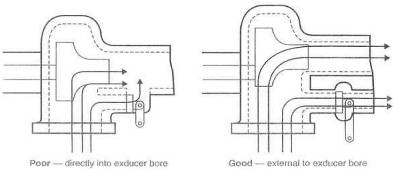 Poor — directly into exducer bore
Good — external to exducer bore